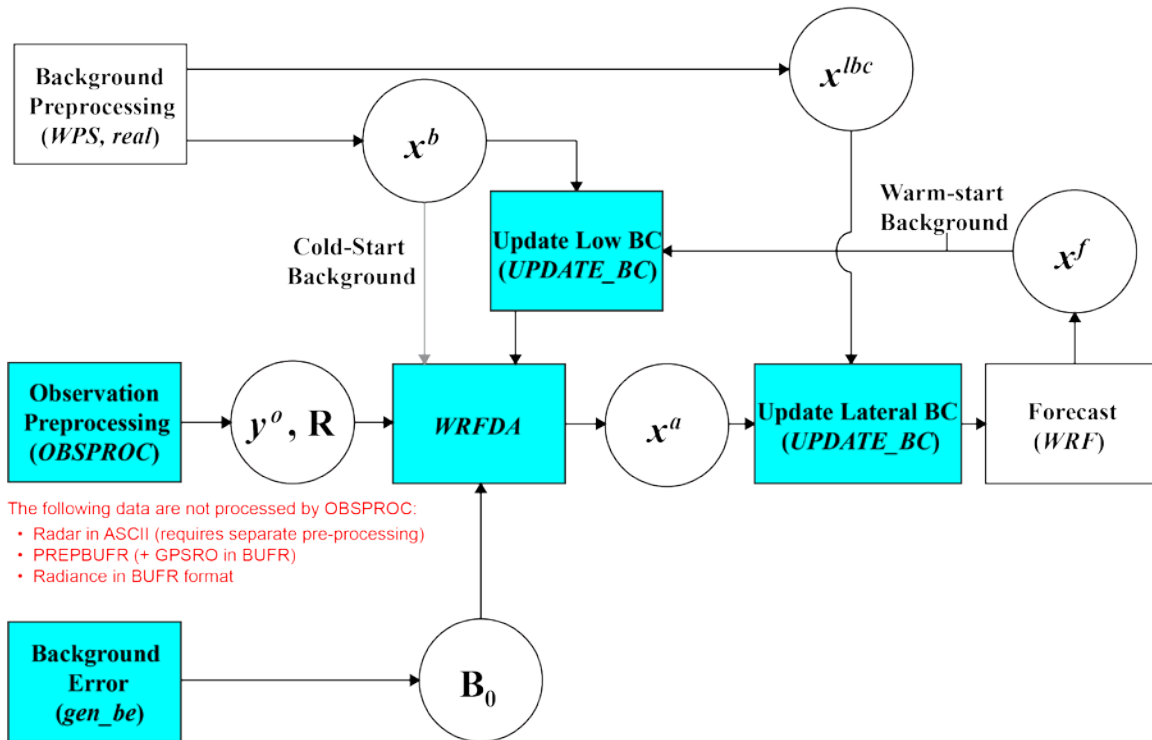 Background
Preprocessing
(WPS, real)
x^lbc
x^b
Warm-start
Background
Update Low BC
(UPDATE_BC)
Cold-Start
Background
x^f
Observation
Preprocessing
(OBSPROC)
y^o, R
WRFDA
x^a
Update Lateral BC
(UPDATE_BC)
Forecast
(WRF)
The following data are not processed by OBSPROC:
• Radar in ASCII (requires separate pre-processing)
• PREPBUFR (+ GPSRO in BUFR)
• Radiance in BUFR format
Background
Error
(gen_be)
B_0